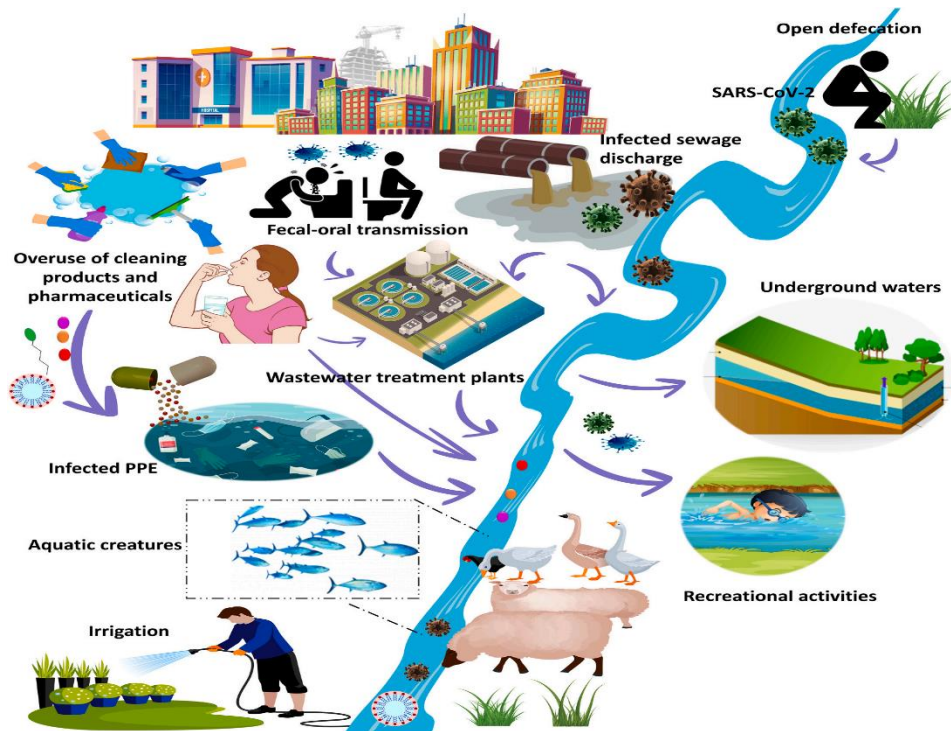 Open defecation
SARS-CoV-2
HOSPITAL
Infected sewage
discharge
Fecal-oral transmission
Overuse of cleaning
products and
pharmaceuticals
Underground waters
Wastewater treatment plants
Infected PPE
Aquatic creatures
Recreational activities
Irrigation